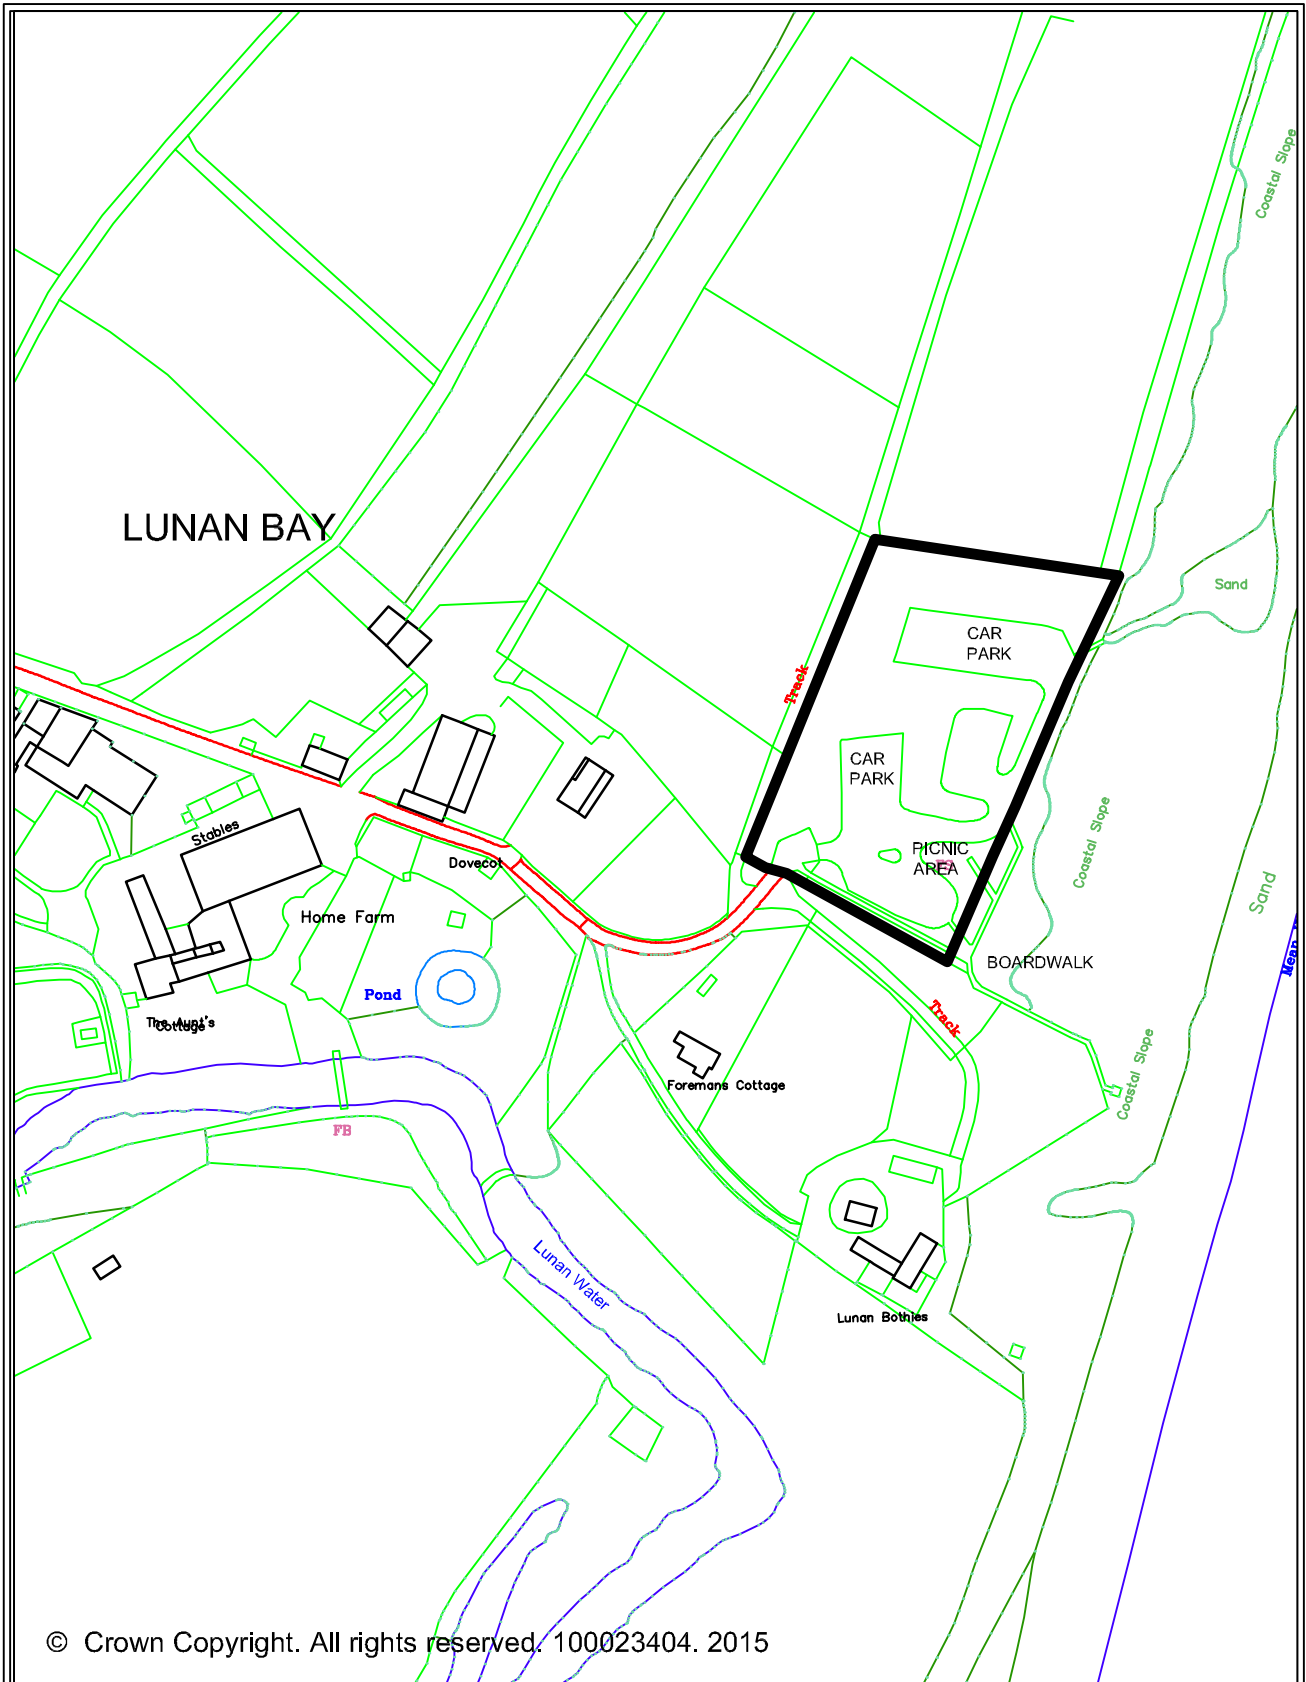 Coastal Slope
LUNAN BAY
Sand
CAR
PARK
Track
CAR
PARK
Coastal Slope
Stables
Dovecot
PICNIC
AREA
Sand
Home Farm
BOARDWALK
Pond
Track
The Aunt's
Cottage
Foremans Cottage
Coastal Slope
FB
Lunan Water
Lunan Bothies
© Crown Copyright. All rights reserved. 100023404. 2015